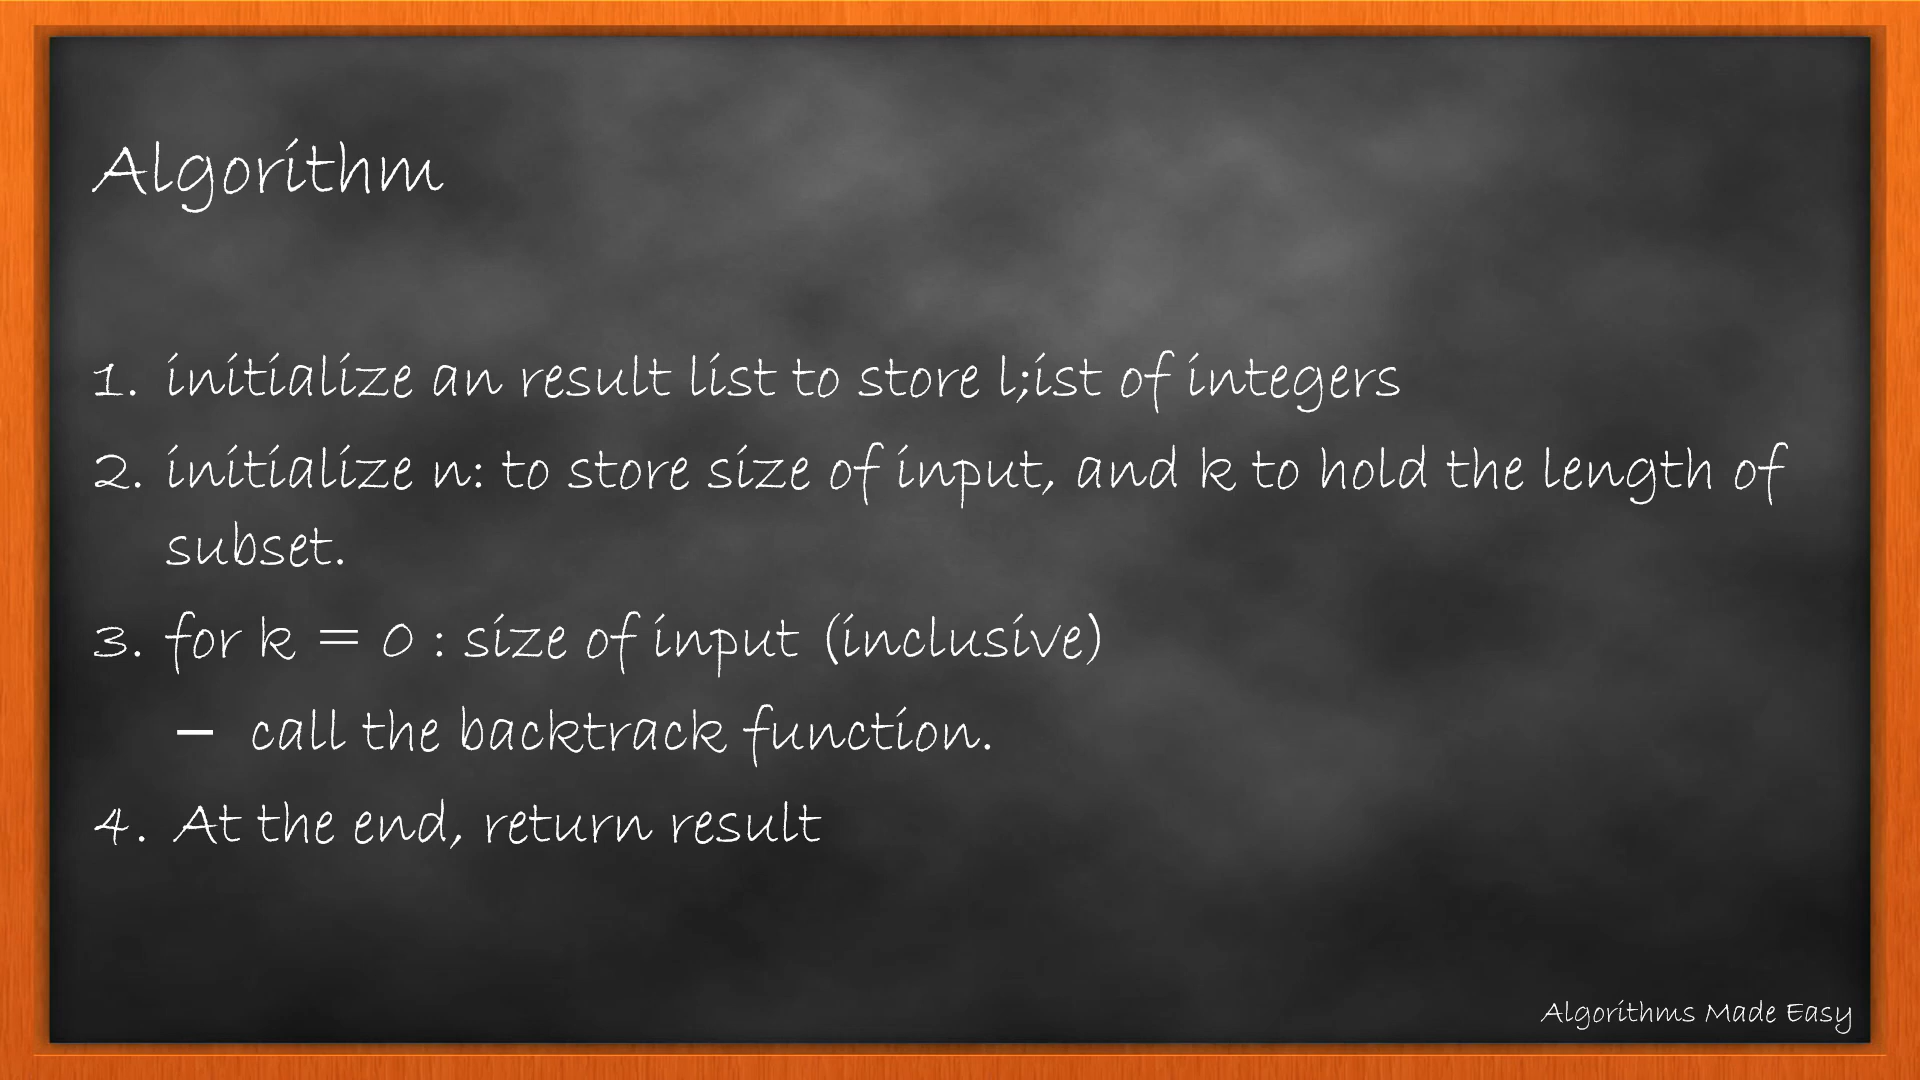 Algorithm
1. initialize an result list to store l;ist of integers
2. initialize n: to store size of input, and k to hold the length of
subset.
3. for k = 0 : size of input (inclusive)
– call the backtrack function.
4. At the end, return result
Algorithms Made Easy